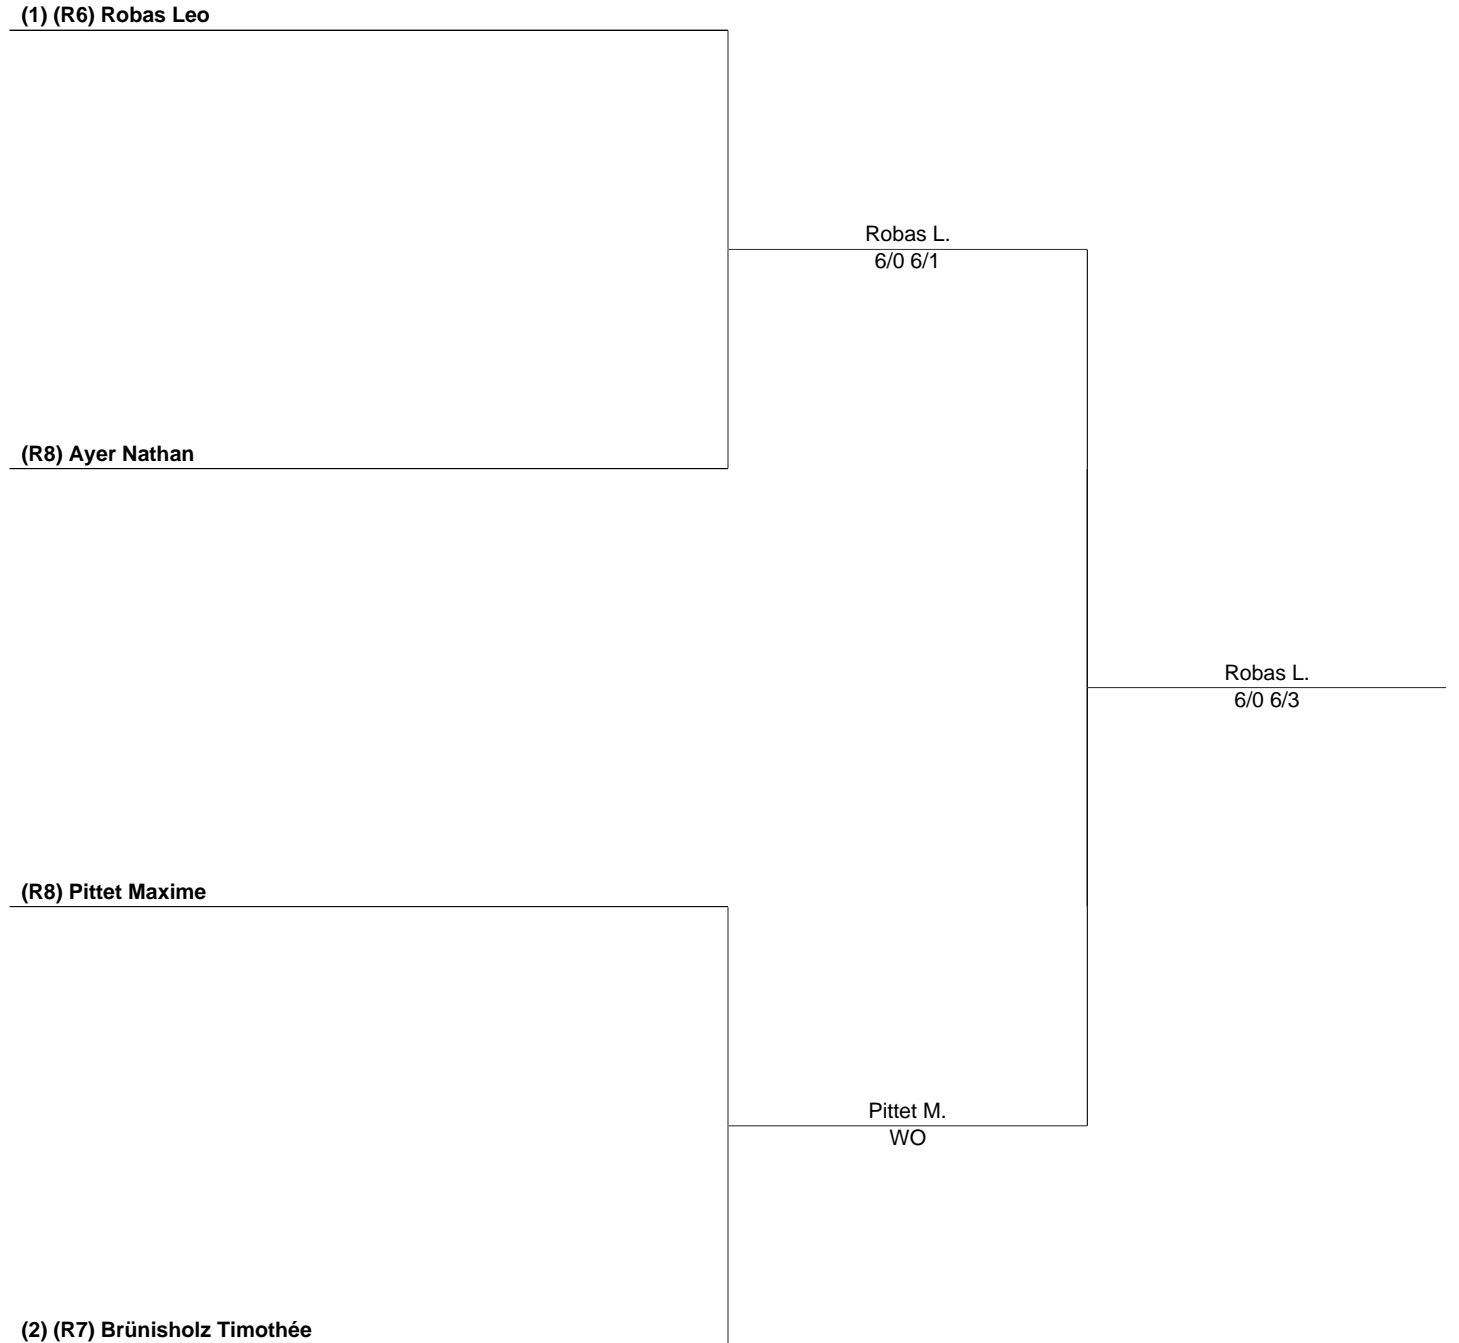 (1) (R6) Robas Leo
Robas L.
6/0 6/1
(R8) Ayer Nathan
Robas L.
6/0 6/3
(R8) Pittet Maxime
Pittet M.
WO
(2) (R7) Brünisholz Timothée